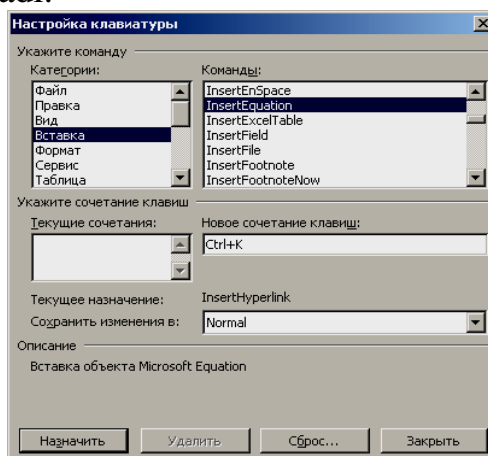 Настройка клавиатуры
Укажите команду
Категории:
Файл
Правка
Вид
Вставка
Формат
Сервис
Таблица
Команды:
InsertEnSpace
InsertEquation
InsertExcelTable
InsertField
InsertFile
InsertFootnote
InsertFootnoteNow
Укажите сочетание клавиш
Текущие сочетания:
Новое сочетание клавиш:
Ctrl+K
Текущее назначение: InsertHyperlink
Сохранить изменения в: Normal
Описание
Вставка объекта Microsoft Equation
Назначить Удалить Сброс... Закрыть